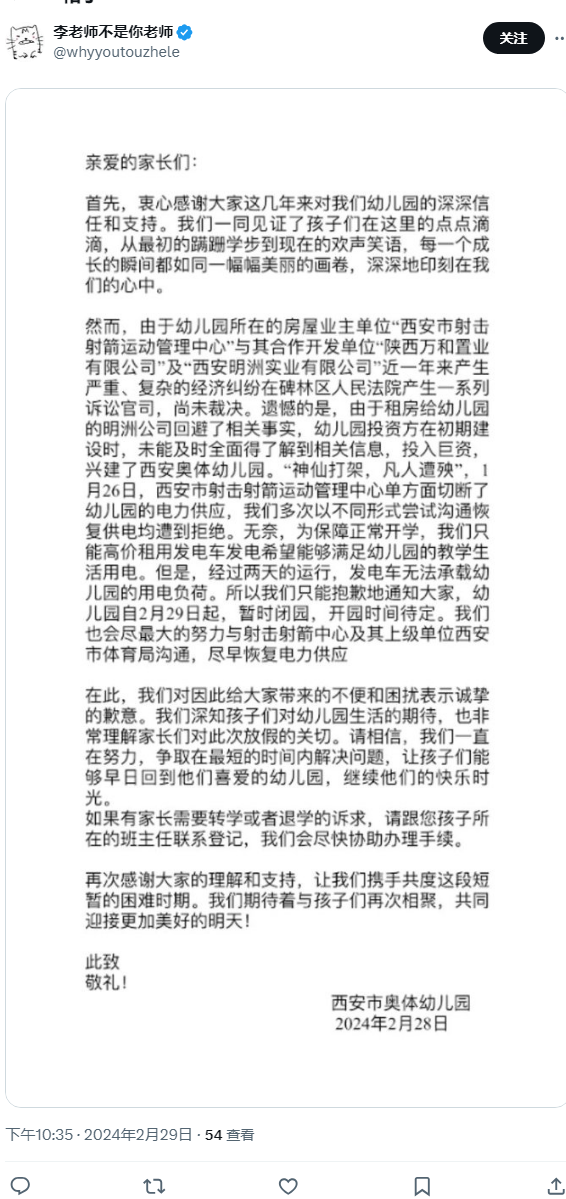 李老师不是你老师
@whyyoutouzhele
关注
亲爱的家长们：
首先，衷心感谢大家这几年来对我们幼儿园的深深信
任和支持。我们一同见证了孩子们在这里的点点滴
滴，从最初的蹒跚学步到现在的欢声笑语，每一个成
长的瞬间都如同一幅幅美丽的画卷，深深地印刻在我
们的心中。
然而，由于幼儿园所在的房屋业主单位“西安市射击
射箭运动管理中心”与其合作开发单位“陕西万和置业
有限公司”及“西安明洲实业有限公司”近一年来产生
严重、复杂的经济纠纷在碑林区人民法院产生一系列
诉讼官司，尚未裁决。遗憾的是，由于租房给幼儿园
的明洲公司回避了相关事实，幼儿园投资方在初期建
设时，未能及时全面得了解到相关信息，投入巨资，
兴建了西安奥体幼儿园。“神仙打架，凡人遭殃”，1
月26日，西安市射击射箭运动管理中心单方面切断了
幼儿园的电力供应，我们多次以不同形式尝试沟通恢
复供电均遭到拒绝。无奈，为保障正常开学，我们只
能高价租用发电车发电希望能够满足幼儿园的教学生
活用电。但是，经过两天的运行，发电车无法承载幼
儿园的用电负荷。所以我们只能抱歉地通知大家，幼
儿园自2月29日起，暂时闭园，开园时间待定。我们
也会尽最大的努力与射击射箭中心及其上级单位西安
市体育局沟通，尽早恢复电力供应
在此，我们对因此给大家带来的不便和困扰表示诚挚
的歉意。我们深知孩子们对幼儿园生活的期待，也非
常理解家长们对此次放假的关切。请相信，我们一直
在努力，争取在最短的时间内解决问题，让孩子们能
够早日回到他们喜爱的幼儿园，继续他们的快乐时
光。
如果有家长需要转学或者退学的诉求，请跟您孩子所
在的班主任联系登记，我们会尽快协助办理手续。
再次感谢大家的理解和支持，让我们携手共度这段短
暂的困难时期。我们期待着与孩子们再次相聚，共同
迎接更加美好的明天！
此致
敬礼！
西安市奥体幼儿园
2024年2月28日
下午10:35 · 2024年2月29日 · 54 查看